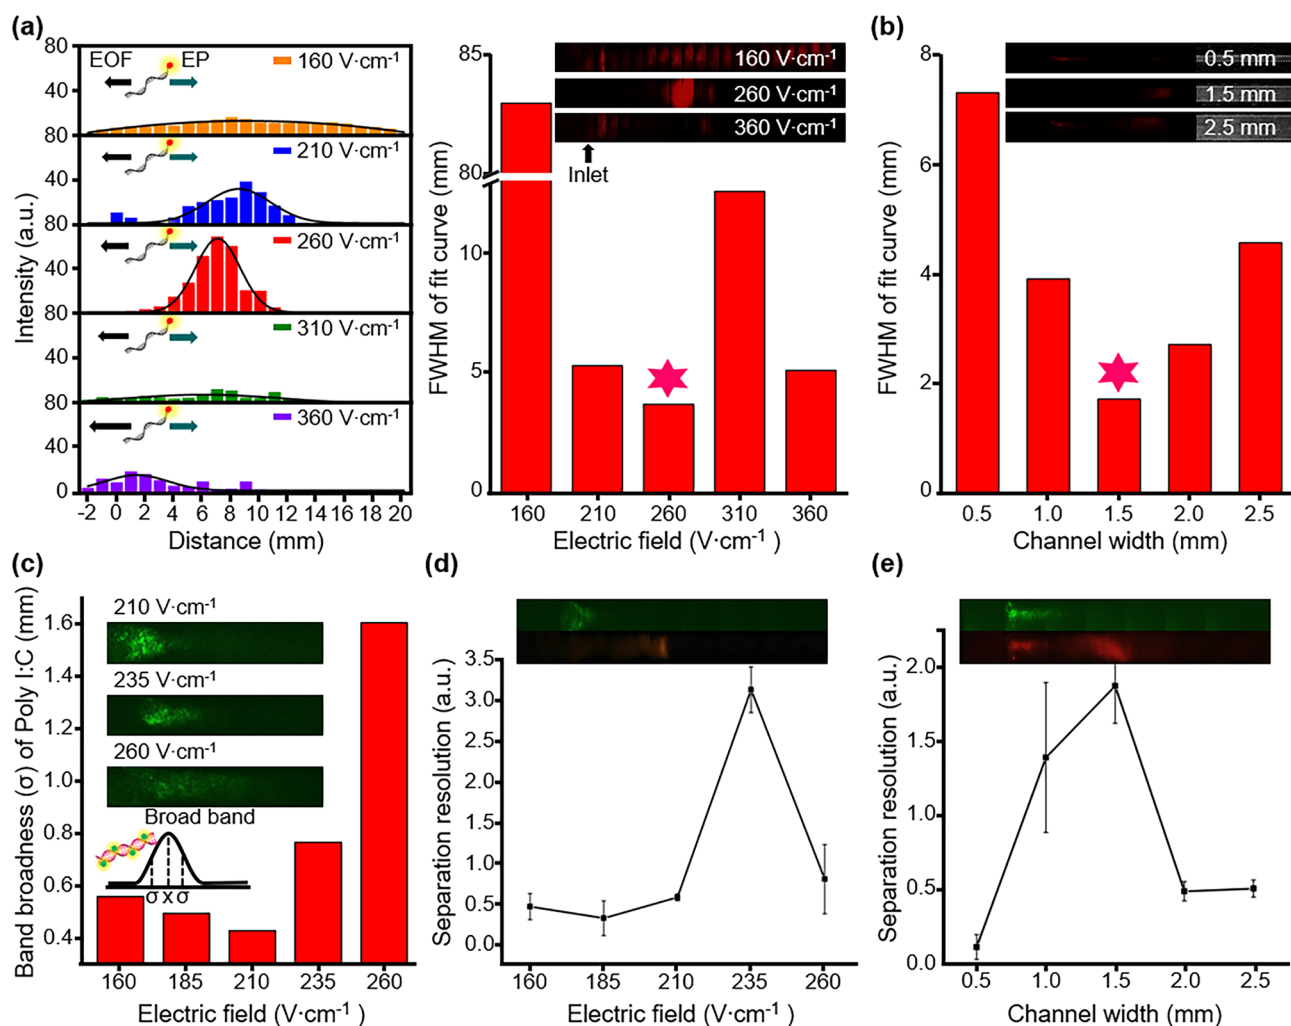 (a)
80
40
80
40
80
40
80
40
80
40
0
Intensity (a.u.)
EOF
EP
160 V·cm⁻¹
210 V·cm⁻¹
260 V·cm⁻¹
310 V·cm⁻¹
360 V·cm⁻¹
-2 0 2 4 6 8 10 12 14 16 18 20
Distance (mm)
85
80
10
5
0
FWHM of fit curve (mm)
160 V·cm⁻¹
260 V·cm⁻¹
360 V·cm⁻¹
Inlet
160 210 260 310 360
Electric field (V·cm⁻¹ )
(b)
8
6
4
2
0
FWHM of fit curve (mm)
0.5 mm
1.5 mm
2.5 mm
0.5 1.0 1.5 2.0 2.5
Channel width (mm)
(c)
1.6
1.4
1.2
1.0
0.8
0.6
0.4
Band broadness (σ) of Poly I:C (mm)
210 V·cm⁻¹
235 V·cm⁻¹
260 V·cm⁻¹
Broad band
σ x σ
160 185 210 235 260
Electric field (V·cm⁻¹)
(d)
3.5
3.0
2.5
2.0
1.5
1.0
0.5
0.0
Separation resolution (a.u.)
160 185 210 235 260
Electric field (V·cm⁻¹)
(e)
2.0
1.5
1.0
0.5
0.0
Separation resolution (a.u.)
0.5 1.0 1.5 2.0 2.5
Channel width (mm)